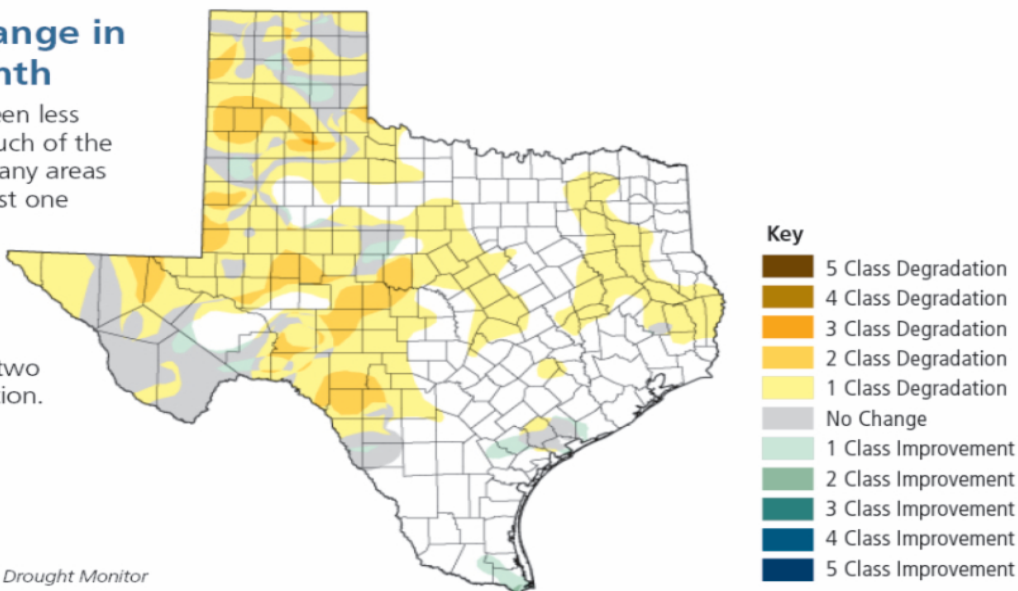 ange in
nth
en less
uch of the
any areas
st one
two
tion.
Drought Monitor
Key
5 Class Degradation
4 Class Degradation
3 Class Degradation
2 Class Degradation
1 Class Degradation
No Change
1 Class Improvement
2 Class Improvement
3 Class Improvement
4 Class Improvement
5 Class Improvement